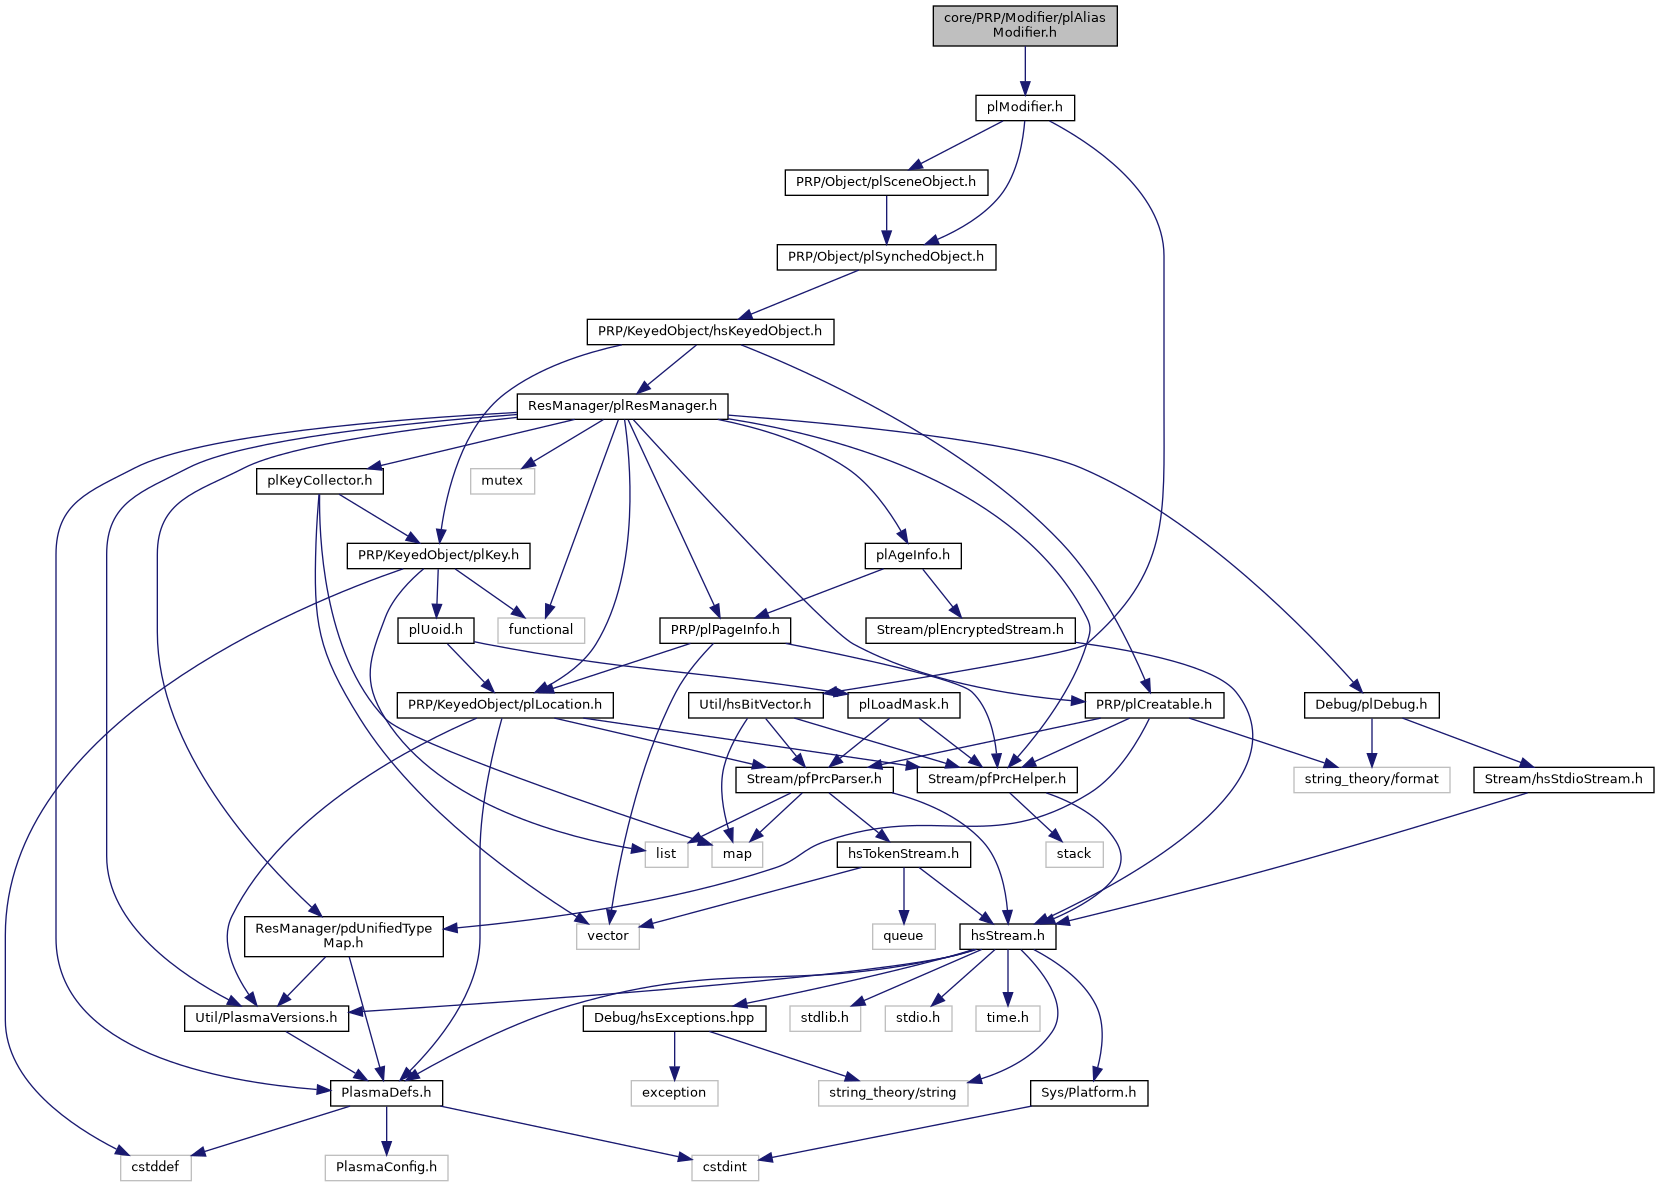 core/PRP/Modifier/plAlias
Modifier.h
plModifier.h
PRP/Object/plSceneObject.h
PRP/Object/plSynchedObject.h
PRP/KeyedObject/hsKeyedObject.h
ResManager/plResManager.h
plKeyCollector.h
mutex
PRP/KeyedObject/plKey.h
plAgeInfo.h
plUoid.h
functional
PRP/plPageInfo.h
Stream/plEncryptedStream.h
PRP/KeyedObject/plLocation.h
Util/hsBitVector.h
plLoadMask.h
PRP/plCreatable.h
Debug/plDebug.h
Stream/pfPrcParser.h
Stream/pfPrcHelper.h
string_theory/format
Stream/hsStdioStream.h
list
map
hsTokenStream.h
stack
ResManager/pdUnifiedType
Map.h
vector
queue
hsStream.h
Util/PlasmaVersions.h
Debug/hsExceptions.hpp
stdlib.h
stdio.h
time.h
PlasmaDefs.h
exception
string_theory/string
Sys/Platform.h
cstddef
PlasmaConfig.h
cstdint